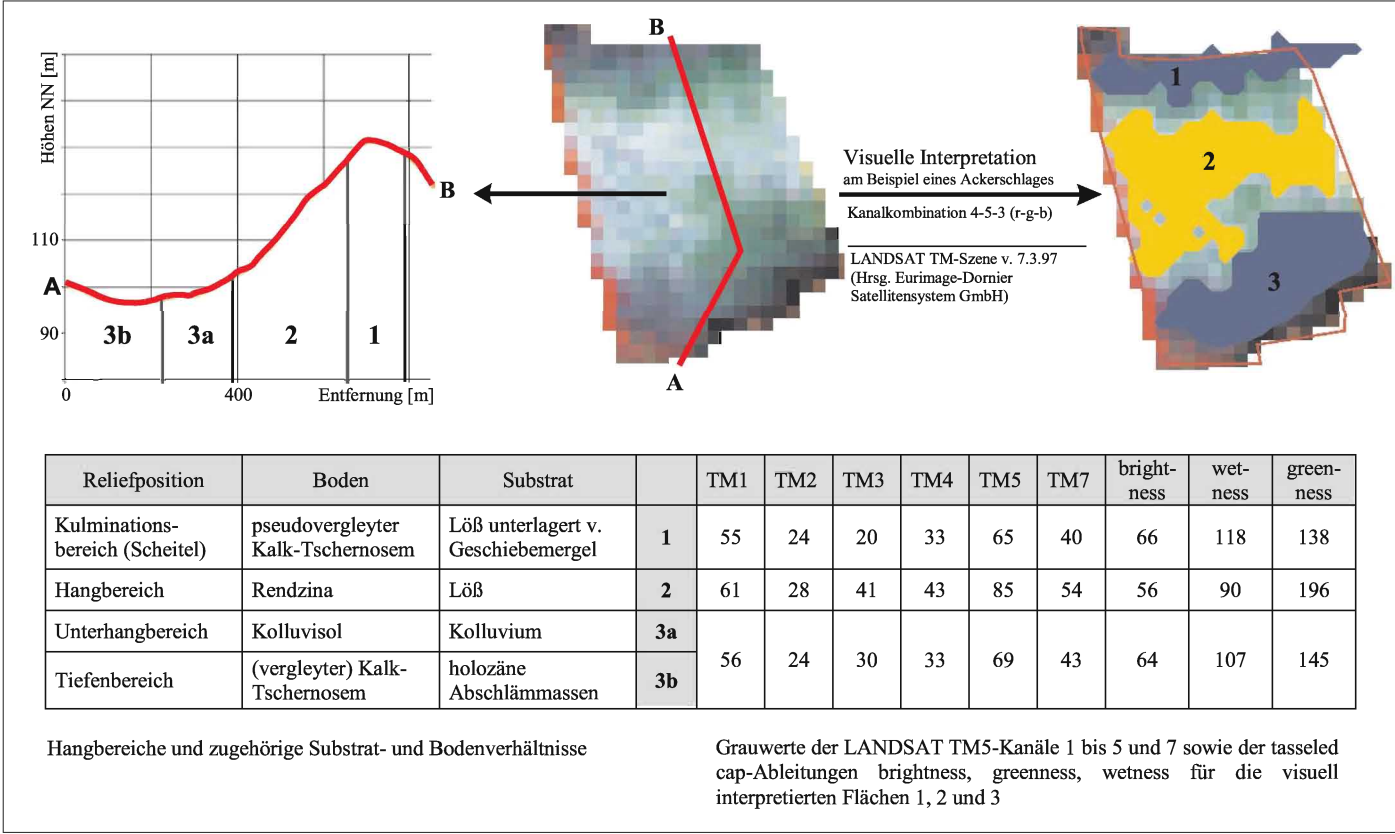 Höhen NN [m]
110
90
A
B
3b
3a
2
1
0
400
Entfernung [m]
B
A
Visuelle Interpretation
am Beispiel eines Ackerschlages
Kanalkombination 4-5-3 (r-g-b)
LANDSAT TM-Szene v. 7.3.97
(Hrsg. Eurimage-Dornier
Satellitensystem GmbH)
1
2
3
Reliefposition Boden Substrat TM1 TM2 TM3 TM4 TM5 TM7 bright- wet- green-
ness ness ness
Kulminations- pseudovergleyter Löß unterlagert v.
bereich (Scheitel) Kalk-Tschernosem Geschiebemergel 1 55 24 20 33 65 40 66 118 138
Hangbereich Rendzina Löß 2 61 28 41 43 85 54 56 90 196
Unterhangbereich Kolluvisol Kolluvium 3a
56 24 30 33 69 43 64 107 145
Tiefenbereich (vergleyter) Kalk- holozäne 3b
Tschernosem Abschlämmassen
Hangbereiche und zugehörige Substrat- und Bodenverhältnisse
Grauwerte der LANDSAT TM5-Kanäle 1 bis 5 und 7 sowie der tasseled
cap-Ableitungen brightness, greenness, wetness für die visuell
interpretierten Flächen 1, 2 und 3